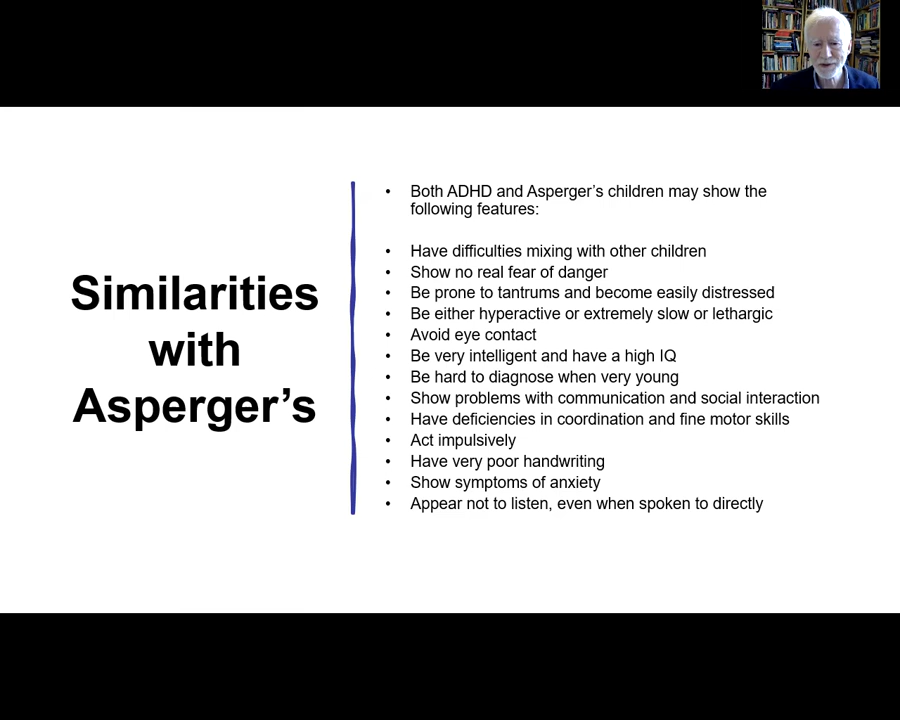 Similarities
with
Asperger’s
• Both ADHD and Asperger’s children may show the
following features:
• Have difficulties mixing with other children
• Show no real fear of danger
• Be prone to tantrums and become easily distressed
• Be either hyperactive or extremely slow or lethargic
• Avoid eye contact
• Be very intelligent and have a high IQ
• Be hard to diagnose when very young
• Show problems with communication and social interaction
• Have deficiencies in coordination and fine motor skills
• Act impulsively
• Have very poor handwriting
• Show symptoms of anxiety
• Appear not to listen, even when spoken to directly